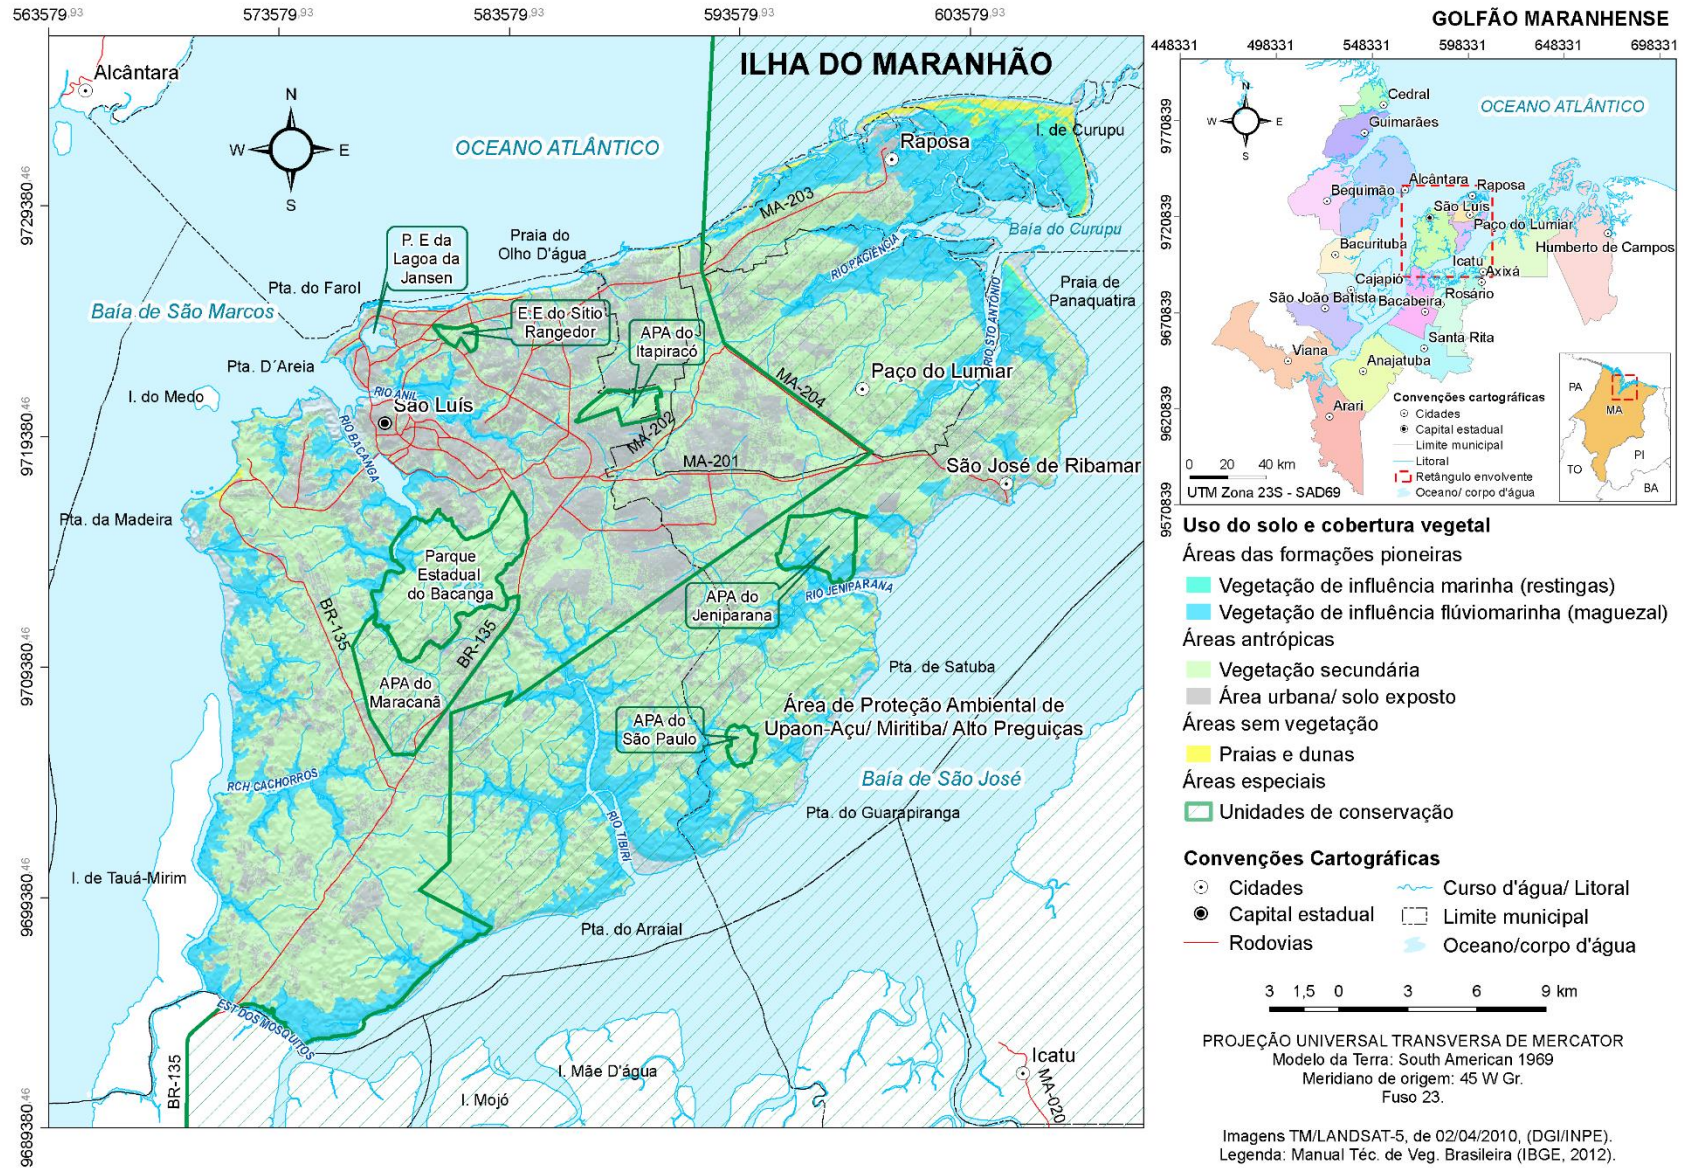 563579,93
573579,93
583579,93
593579,93
603579,93
GOLFÃO MARANHENSE
448331
498331
548331
598331
648331
698331
ILHA DO MARANHÃO
Alcântara
N
W
E
S
OCEANO ATLÂNTICO
Raposa
I. de Curupu
MA-203
Baía do Curupu
RIO PACIÊNCIA
RIO STO ANTÔNIO
Praia de
Panaquatira
P. E da
Lagoa da
Jansen
Praia do
Olho D'água
Pta. do Farol
Baía de São Marcos
E.E do Sítio
Rangedor
APA do
Itapiracó
Pta. D´Areia
I. do Medo
RIO ANIL
São Luís
RIO BACANGA
Paço do Lumiar
MA-204
MA-202
MA-201
São José de Ribamar
Pta. da Madeira
Parque
Estadual
do Bacanga
APA do
Jeniparana
RIO JENIPARANA
BR-135
BR-135
APA do
Maracanã
Pta. de Satuba
Área de Proteção Ambiental de
Upaon-Açu/ Miritiba/ Alto Preguiças
APA do
São Paulo
Baía de São José
RCH CACHORROS
RIO TIBIRI
Pta. do Guarapiranga
I. de Tauá-Mirim
Pta. do Arraial
EST DOS MOSQUITOS
BR-135
I. Mojó
I. Mãe D'água
Icatu
MA-020
9729380,46
9719380,46
9709380,46
9699380,46
9689380,46
9770839
9720839
9670839
9620839
9570839
N
W
E
S
OCEANO ATLÂNTICO
Cedral
Guimarães
Bequimão
Alcântara
Raposa
São Luís
Paço do Lumiar
Bacurituba
Humberto de Campos
Icatu
Axixá
Cajapió
Rosário
São João Batista
Bacabeira
Santa Rita
Viana
Anajatuba
Arari
Convenções cartográficas
Cidades
Capital estadual
Limite municipal
Litoral
Retângulo envolvente
Oceano/ corpo d'água
0 20 40 km
UTM Zona 23S - SAD69
PA
MA
PI
TO
BA
Uso do solo e cobertura vegetal
Áreas das formações pioneiras
Vegetação de influência marinha (restingas)
Vegetação de influência flúviomarinha (maguezal)
Áreas antrópicas
Vegetação secundária
Área urbana/ solo exposto
Áreas sem vegetação
Praias e dunas
Áreas especiais
Unidades de conservação
Convenções Cartográficas
Cidades
Capital estadual
Rodovias
Curso d'água/ Litoral
Limite municipal
Oceano/corpo d'água
3 1,5 0 3 6 9 km
PROJEÇÃO UNIVERSAL TRANSVERSA DE MERCATOR
Modelo da Terra: South American 1969
Meridiano de origem: 45 W Gr.
Fuso 23.
Imagens TM/LANDSAT-5, de 02/04/2010, (DGI/INPE).
Legenda: Manual Téc. de Veg. Brasileira (IBGE, 2012).